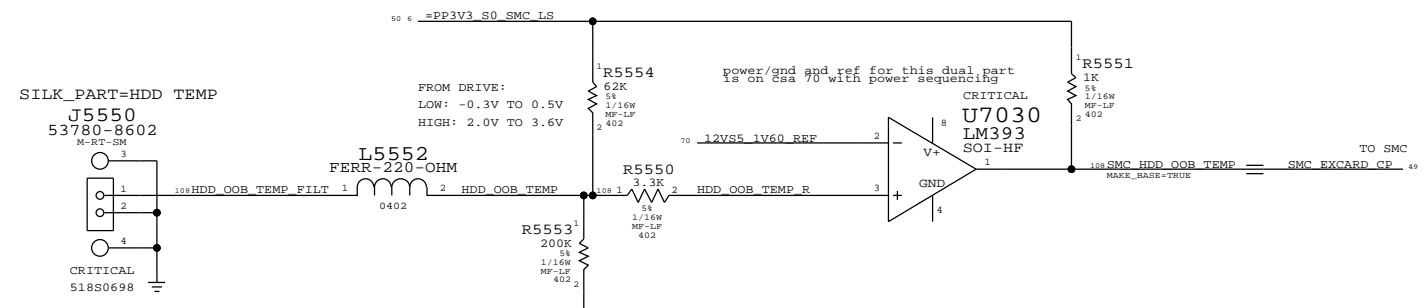 50 6 =PP3V3_S0_SMC_LS
SILK_PART=HDD TEMP
J5550
53780-8602
M-RT-SM
3
1
2
4
CRITICAL
518S0698
108 HDD_OOB_TEMP_FILT
L5552
FERR-220-OHM
1 2
0402
HDD_OOB_TEMP
108
FROM DRIVE:
LOW: -0.3V TO 0.5V
HIGH: 2.0V TO 3.6V
1
R5554
62K
5%
1/16W
MF-LF
402
2
R5553
1
200K
5%
1/16W
MF-LF
402
2
R5550
1 3.3K 2
5%
1/16W
MF-LF
402
HDD_OOB_TEMP_R
power/gnd and ref for this dual part
is on csa 70 with power sequencing
CRITICAL
U7030
LM393
SOI-HF
70 12VS5_1V60_REF
2
3
8
V+
GND
4
1
−
+
1
R5551
1K
5%
1/16W
MF-LF
402
2
108 SMC_HDD_OOB_TEMP
MAKE_BASE=TRUE
TO SMC
SMC_EXCARD_CP 49